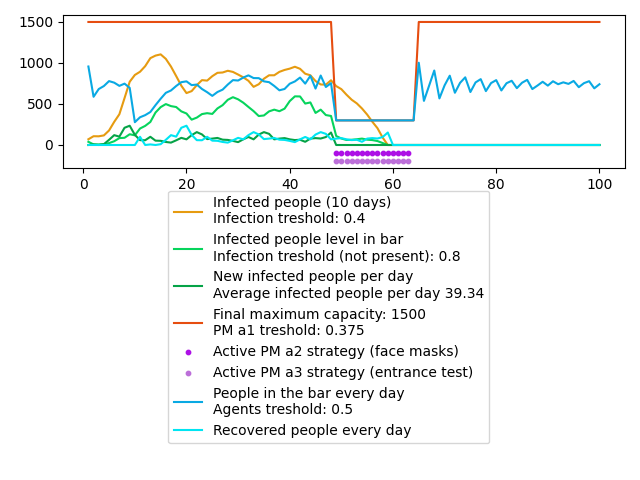 1500
1000
500
0
0 20 40 60 80 100
Infected people (10 days)
Infection treshold: 0.4
Infected people level in bar
Infection treshold (not present): 0.8
New infected people per day
Average infected people per day 39.34
Final maximum capacity: 1500
PM a1 treshold: 0.375
Active PM a2 strategy (face masks)
Active PM a3 strategy (entrance test)
People in the bar every day
Agents treshold: 0.5
Recovered people every day